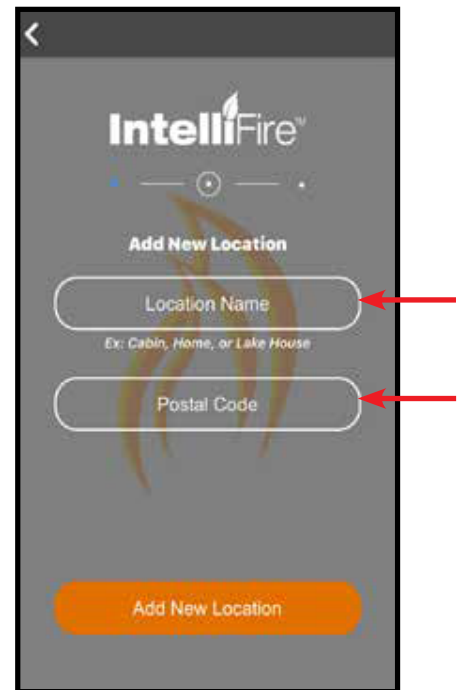 IntelliFire™
Add New Location
Location Name
Ex: Cabin, Home, or Lake House
Postal Code
Add New Location